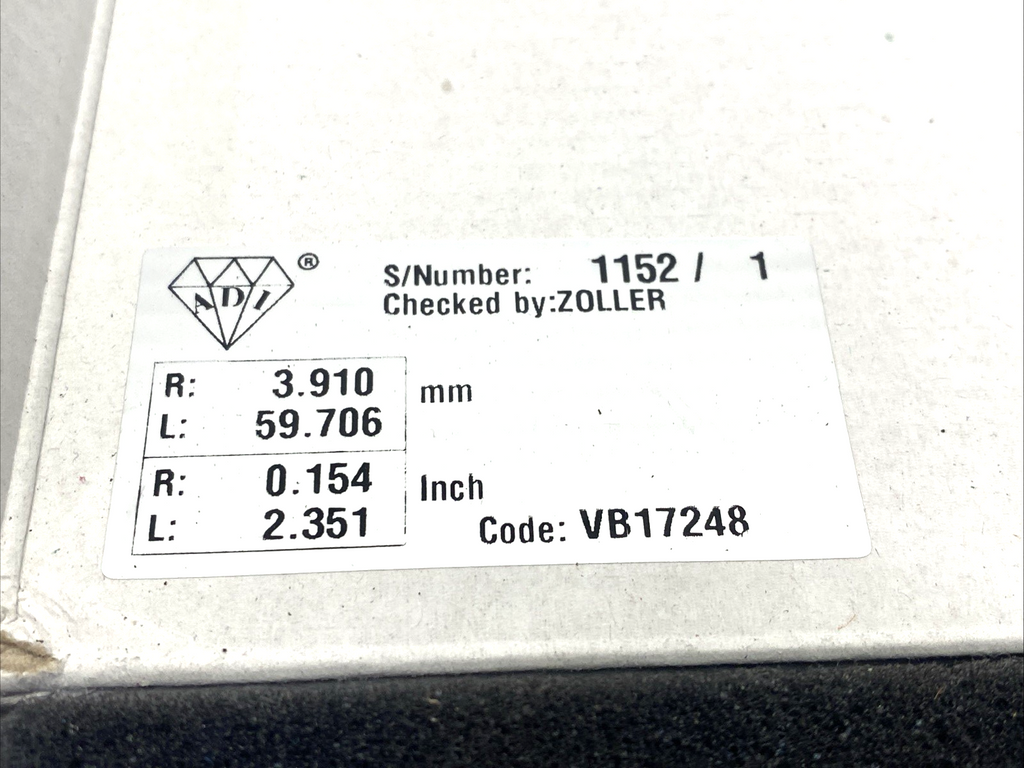 ADI ®
S/Number: 1152 / 1
Checked by:ZOLLER
R: 3.910 mm
L: 59.706
R: 0.154 Inch
L: 2.351
Code: VB17248